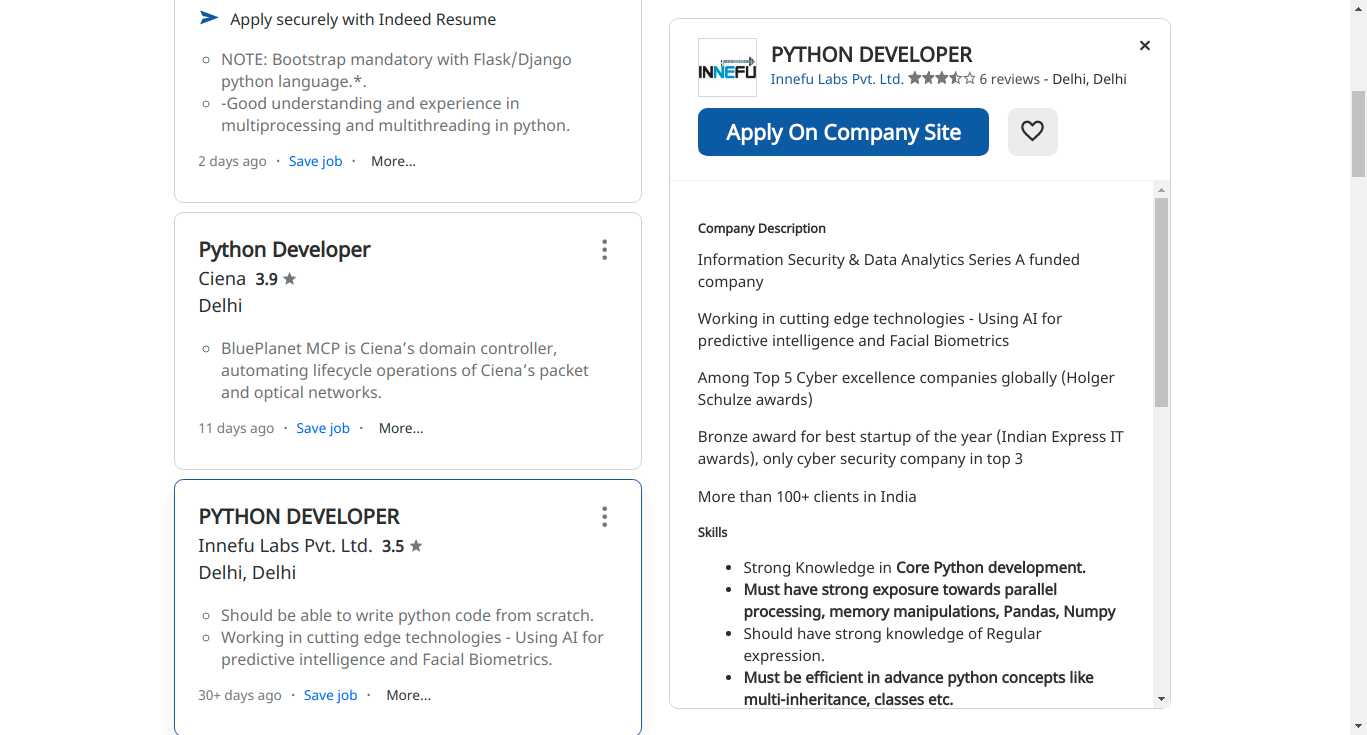 Apply securely with Indeed Resume
NOTE: Bootstrap mandatory with Flask/Django
python language.*.
-Good understanding and experience in
multiprocessing and multithreading in python.
2 days ago · Save job · More...
Python Developer
Ciena 3.9
Delhi
BluePlanet MCP is Ciena’s domain controller,
automating lifecycle operations of Ciena’s packet
and optical networks.
11 days ago · Save job · More...
PYTHON DEVELOPER
Innefu Labs Pvt. Ltd. 3.5
Delhi, Delhi
Should be able to write python code from scratch.
Working in cutting edge technologies - Using AI for
predictive intelligence and Facial Biometrics.
30+ days ago · Save job · More...
INNEFU
PYTHON DEVELOPER
Innefu Labs Pvt. Ltd. 6 reviews - Delhi, Delhi
Apply On Company Site
Company Description
Information Security & Data Analytics Series A funded
company
Working in cutting edge technologies - Using AI for
predictive intelligence and Facial Biometrics
Among Top 5 Cyber excellence companies globally (Holger
Schulze awards)
Bronze award for best startup of the year (Indian Express IT
awards), only cyber security company in top 3
More than 100+ clients in India
Skills
Strong Knowledge in Core Python development.
Must have strong exposure towards parallel
processing, memory manipulations, Pandas, Numpy
Should have strong knowledge of Regular
expression.
Must be efficient in advance python concepts like
multi-inheritance, classes etc.